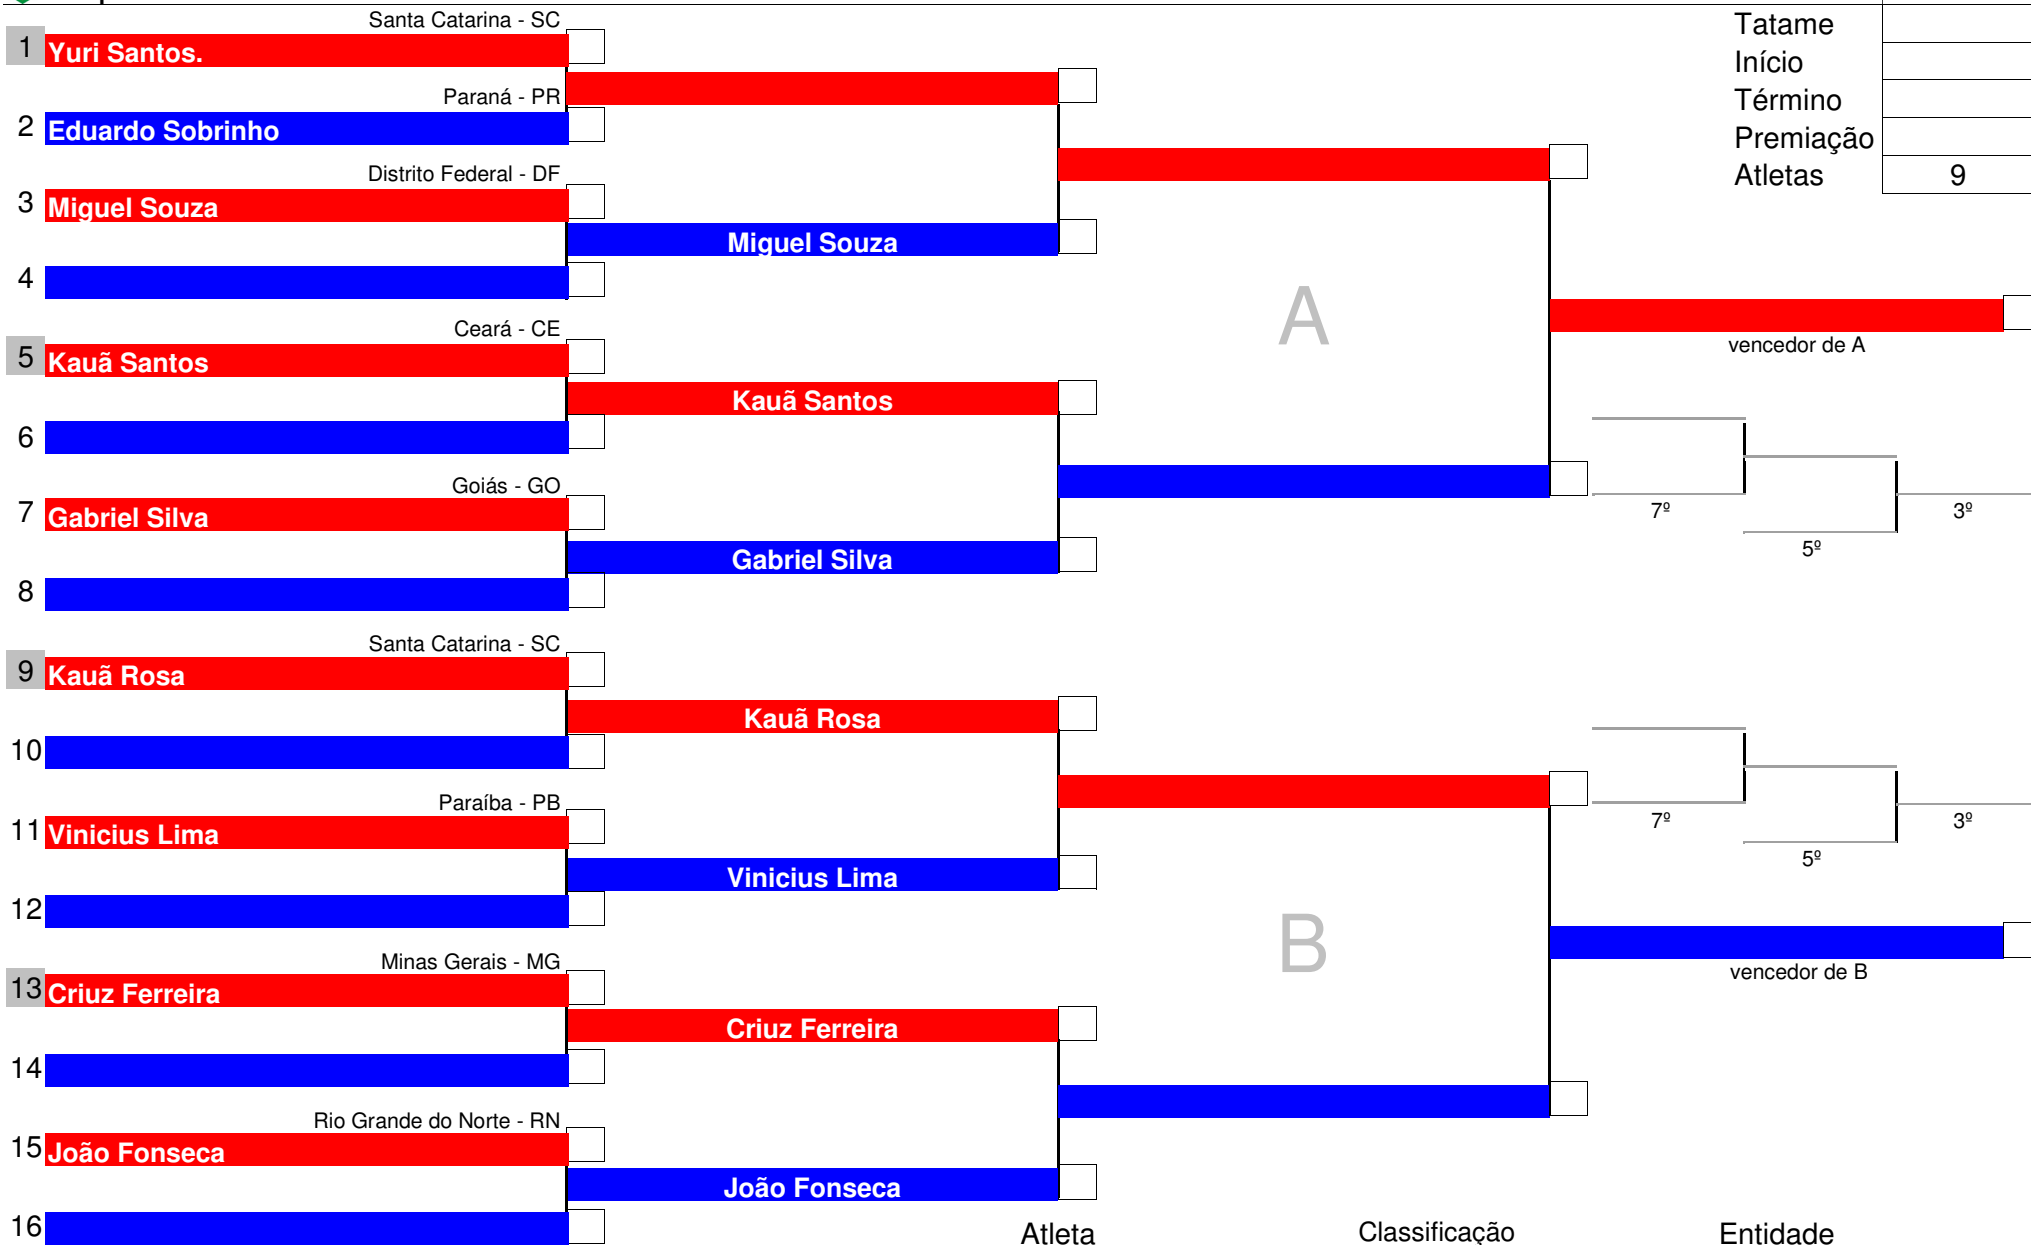 Santa Catarina - SC
1 Yuri Santos.
Paraná - PR
2 Eduardo Sobrinho
Distrito Federal - DF
3 Miguel Souza
Miguel Souza
4
Ceará - CE
5 Kauã Santos
Kauã Santos
6
Goiás - GO
7 Gabriel Silva
Gabriel Silva
8
Santa Catarina - SC
9 Kauã Rosa
Kauã Rosa
10
Paraíba - PB
11 Vinicius Lima
Vinicius Lima
12
Minas Gerais - MG
13 Criuz Ferreira
Criuz Ferreira
14
Rio Grande do Norte - RN
15 João Fonseca
João Fonseca
16
A
B
Tatame
Início
Término
Premiação
Atletas 9
vencedor de A
7º
3º
5º
7º
3º
5º
vencedor de B
Atleta Classificação Entidade